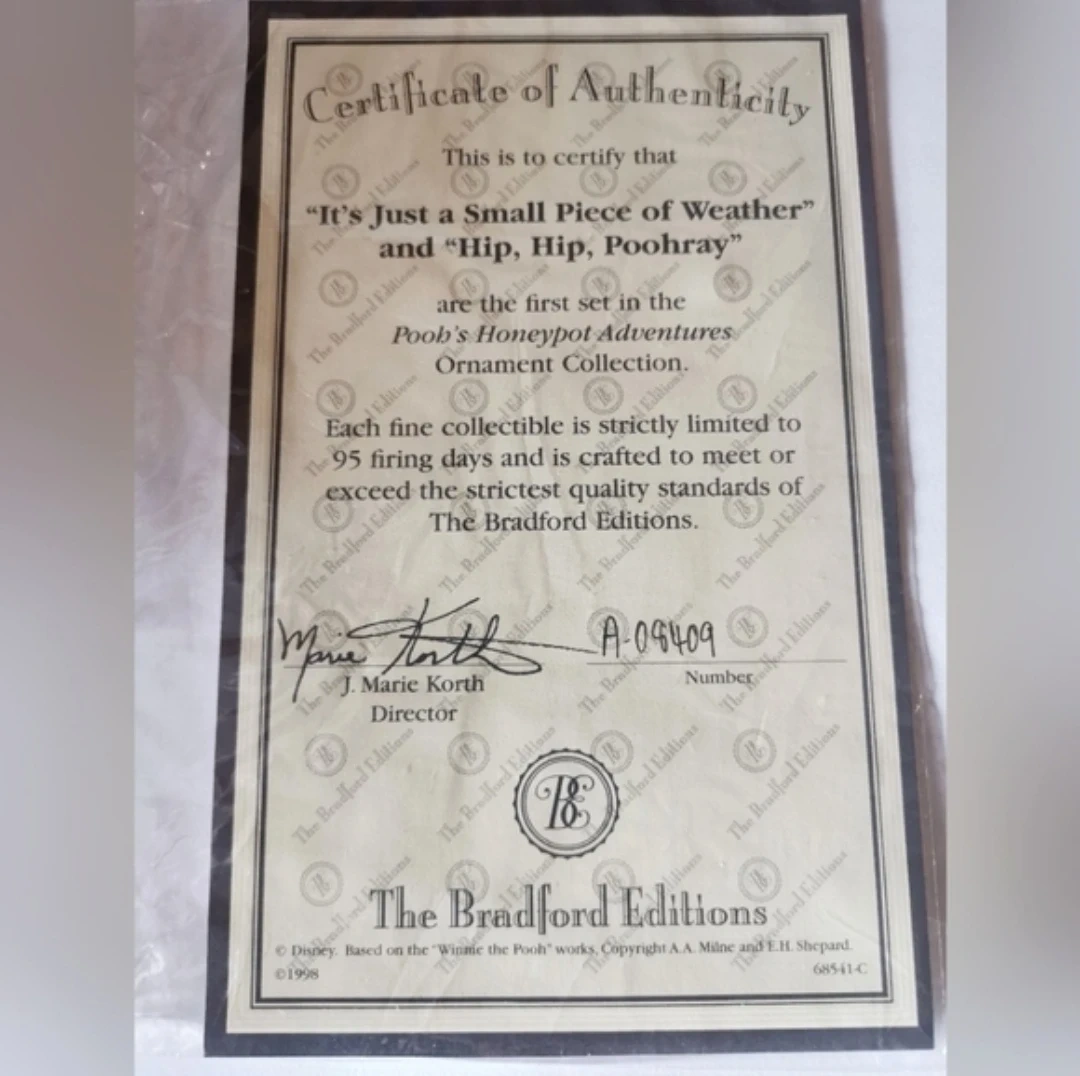 Certificate of Authenticity
This is to certify that
“It’s Just a Small Piece of Weather”
and “Hip, Hip, Poohray”
are the first set in the
Pooh’s Honeypot Adventures
Ornament Collection.
Each fine collectible is strictly limited to
95 firing days and is crafted to meet or
exceed the strictest quality standards of
The Bradford Editions.
Marie Korth
A-08409
J. Marie Korth
Number
Director
BE
The Bradford Editions
© Disney. Based on the "Winnie the Pooh" works, Copyright A.A. Milne and E.H. Shepard.
©1998
68541-C